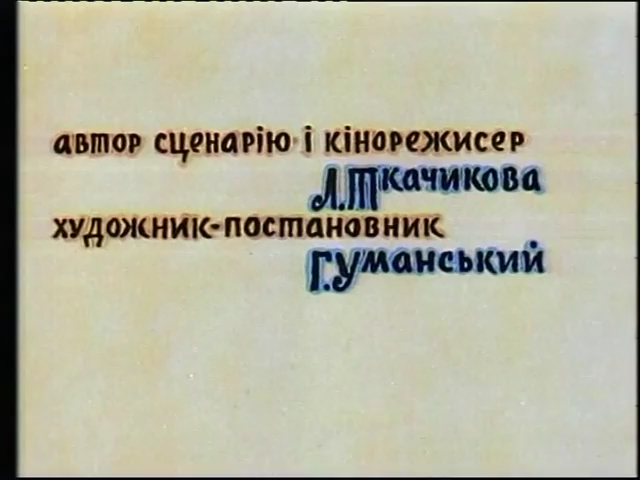 автор сценарію і кінорежисер
Л.Ткачикова
художник-постановник
Г.Уманський